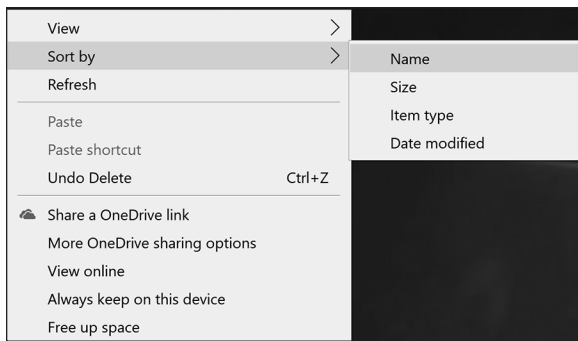 View
Sort by
Refresh
Paste
Paste shortcut
Undo Delete Ctrl+Z
Share a OneDrive link
More OneDrive sharing options
View online
Always keep on this device
Free up space
Name
Size
Item type
Date modified